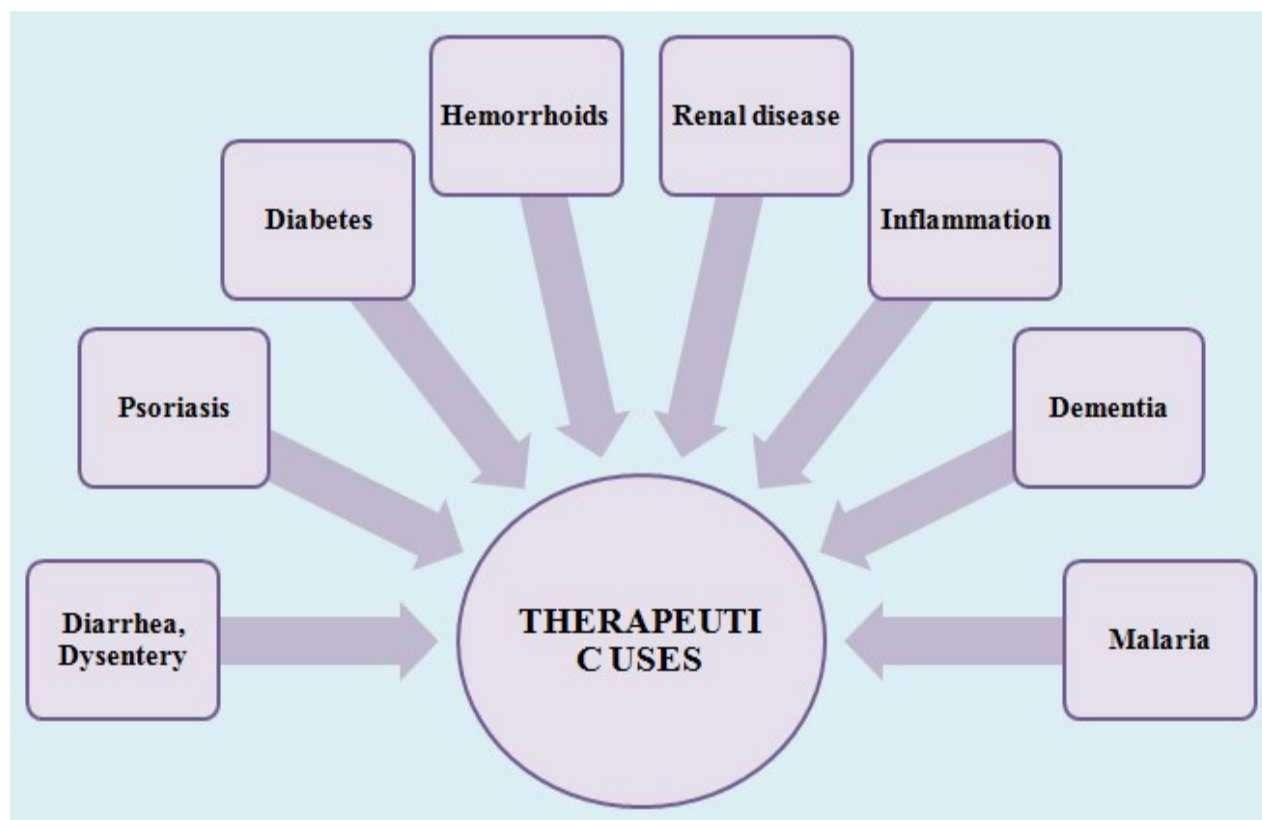 Hemorrhoids
Renal disease
Diabetes
Inflammation
Psoriasis
Dementia
Diarrhea,
Dysentery
THERAPEUTI
C USES
Malaria